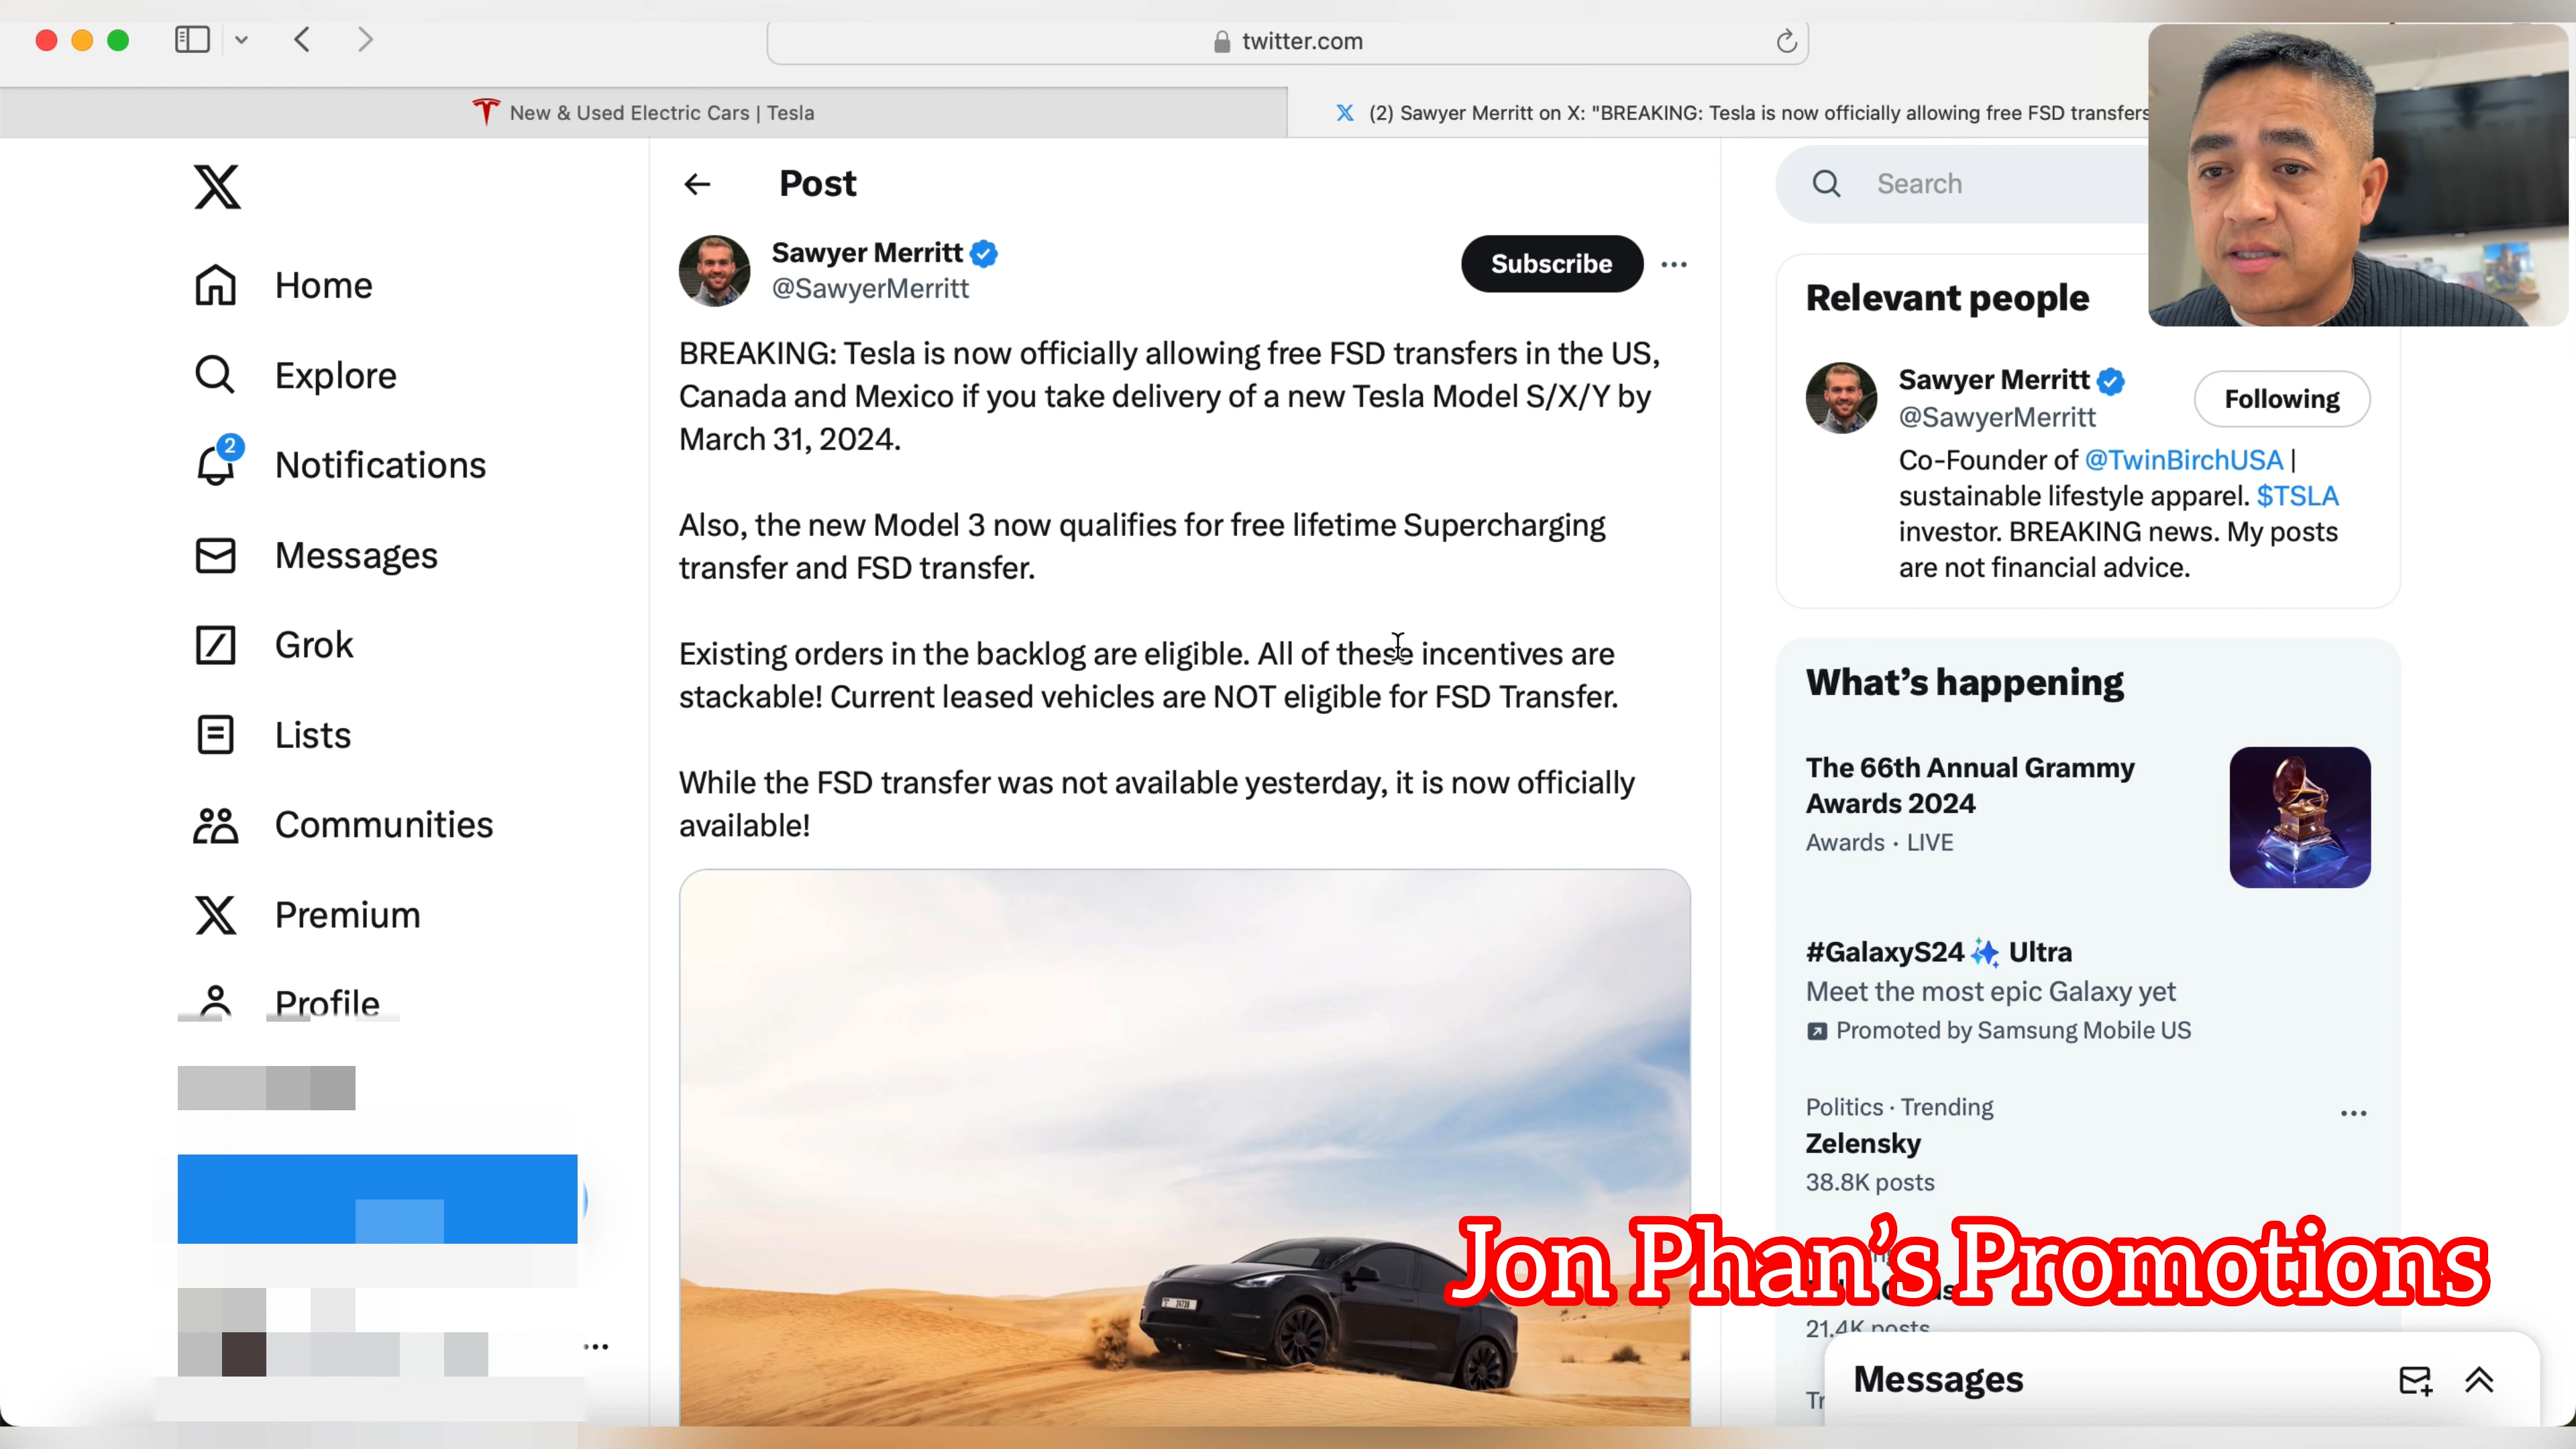 twitter.com
New & Used Electric Cars | Tesla
(2) Sawyer Merritt on X: "BREAKING: Tesla is now officially allowing free FSD transfers
Post
Search
Sawyer Merritt
@SawyerMerritt
Subscribe
Home
Explore
2
Notifications
Messages
Grok
Lists
Communities
Premium
Profile
BREAKING: Tesla is now officially allowing free FSD transfers in the US,
Canada and Mexico if you take delivery of a new Tesla Model S/X/Y by
March 31, 2024.
Also, the new Model 3 now qualifies for free lifetime Supercharging
transfer and FSD transfer.
Existing orders in the backlog are eligible. All of these incentives are
stackable! Current leased vehicles are NOT eligible for FSD Transfer.
While the FSD transfer was not available yesterday, it is now officially
available!
Relevant people
Sawyer Merritt
@SawyerMerritt
Following
Co-Founder of @TwinBirchUSA |
sustainable lifestyle apparel. $TSLA
investor. BREAKING news. My posts
are not financial advice.
What's happening
The 66th Annual Grammy
Awards 2024
Awards · LIVE
#GalaxyS24 Ultra
Meet the most epic Galaxy yet
Promoted by Samsung Mobile US
Politics · Trending
Zelensky
38.8K posts
Jon Phan's Promotions
21.4K posts
Messages